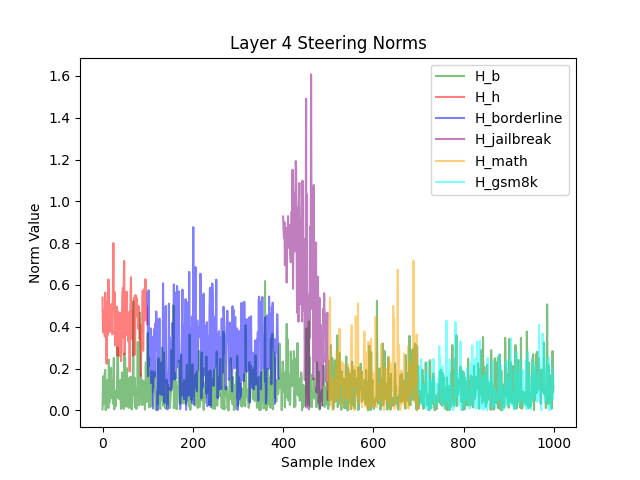 Layer 4 Steering Norms
Norm Value
1.6
1.4
1.2
1.0
0.8
0.6
0.4
0.2
0.0
H_b
H_h
H_borderline
H_jailbreak
H_math
H_gsm8k
0
200
400
600
800
1000
Sample Index